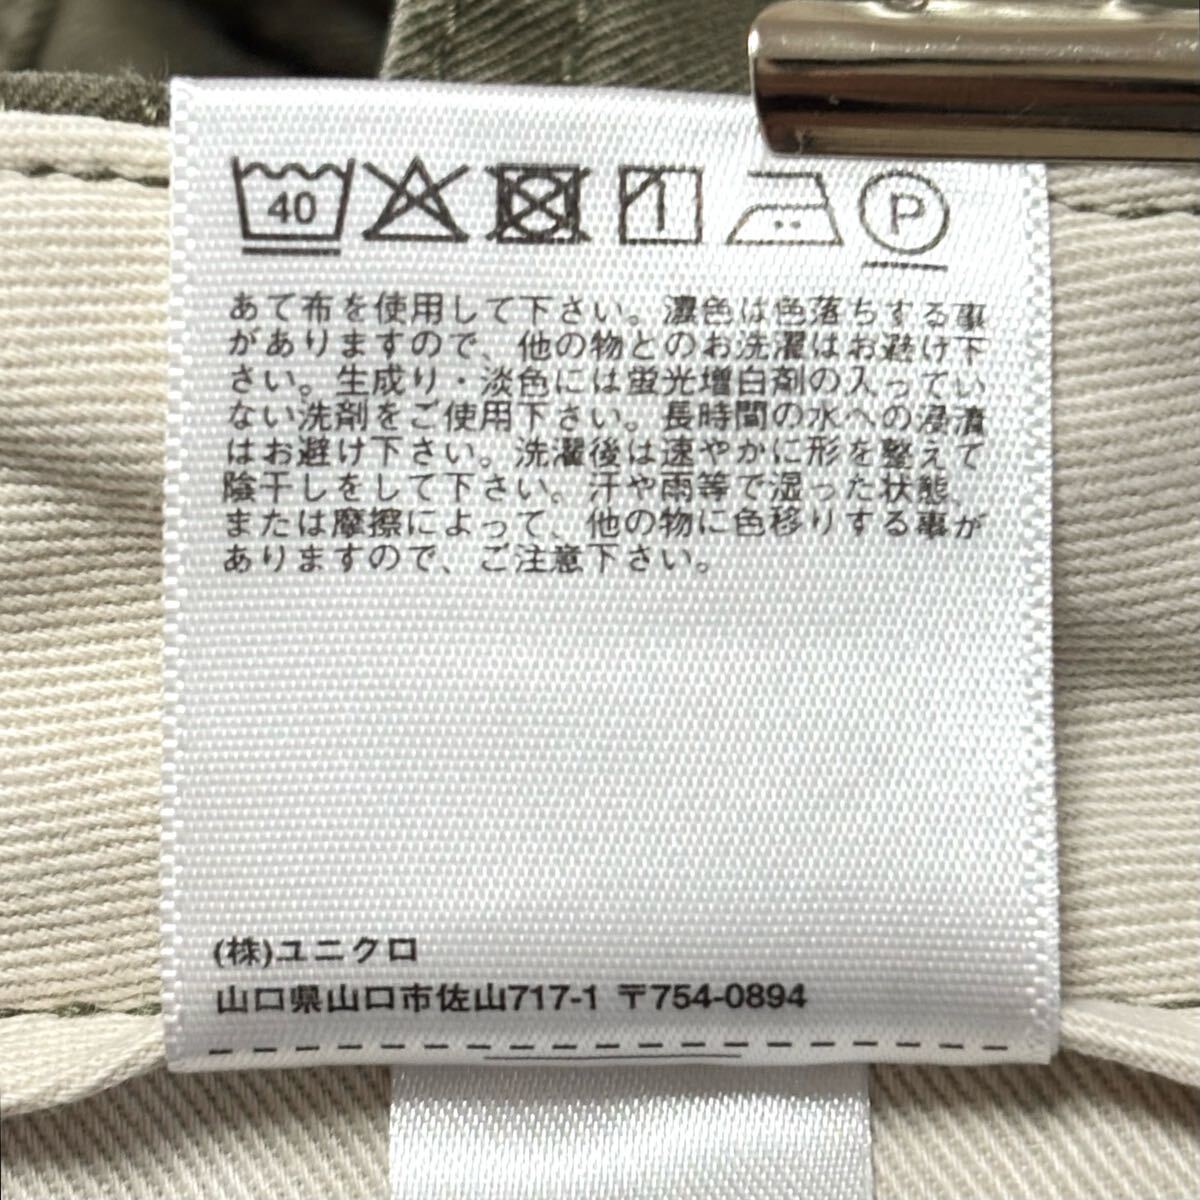 40 P
あて布を使用して下さい。濃色は色落ちする事
がありますので、他の物とのお洗濯はお避け下
さい。生成り・淡色には蛍光増白剤の入ってい
ない洗剤をご使用下さい。長時間の水への浸漬
はお避け下さい。洗濯後は速やかに形を整えて
陰干しをして下さい。汗や雨等で湿った状態、
または摩擦によって、他の物に色移りする事が
ありますので、ご注意下さい。
(株)ユニクロ
山口県山口市佐山717-1 〒754-0894